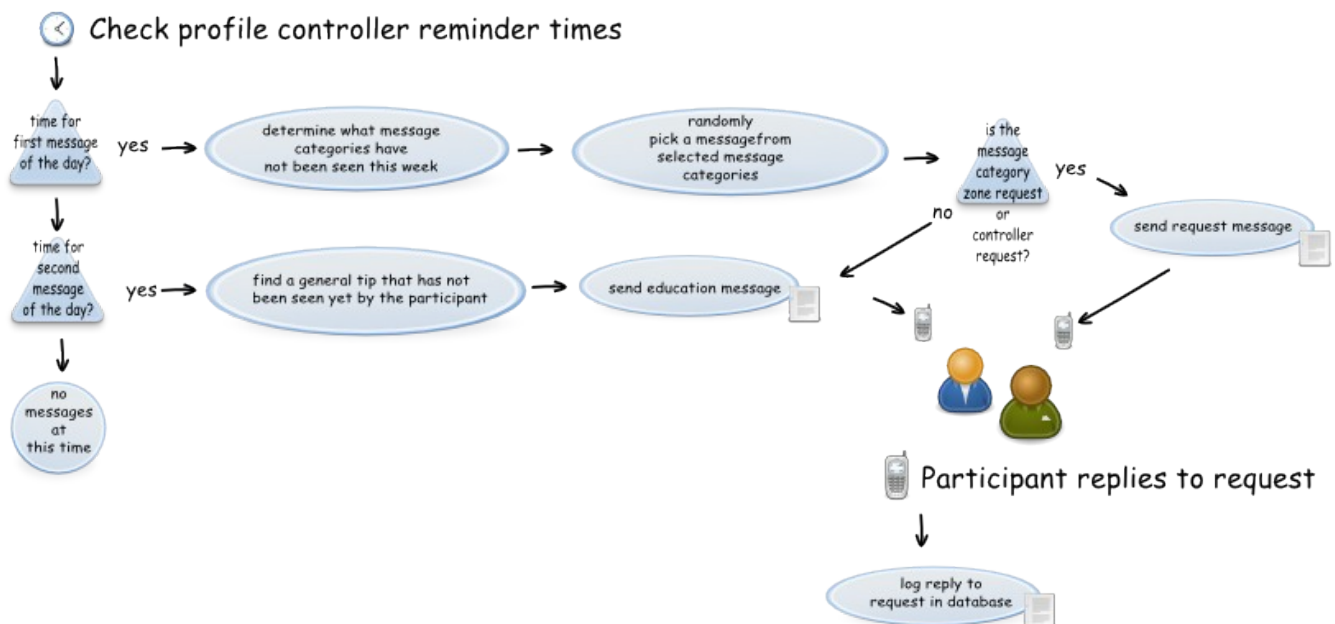 Check profile controller reminder times
time for
first message
of the day?
yes
determine what message
categories have
not been seen this week
randomly
pick a messagefrom
selected message
categories
is the
message
category
zone request
or
controller
request?
yes
no
send request message
time for
second
message
of the day?
yes
find a general tip that has not
been seen yet by the participant
send education message
no
messages
at
this time
Participant replies to request
log reply to
request in database